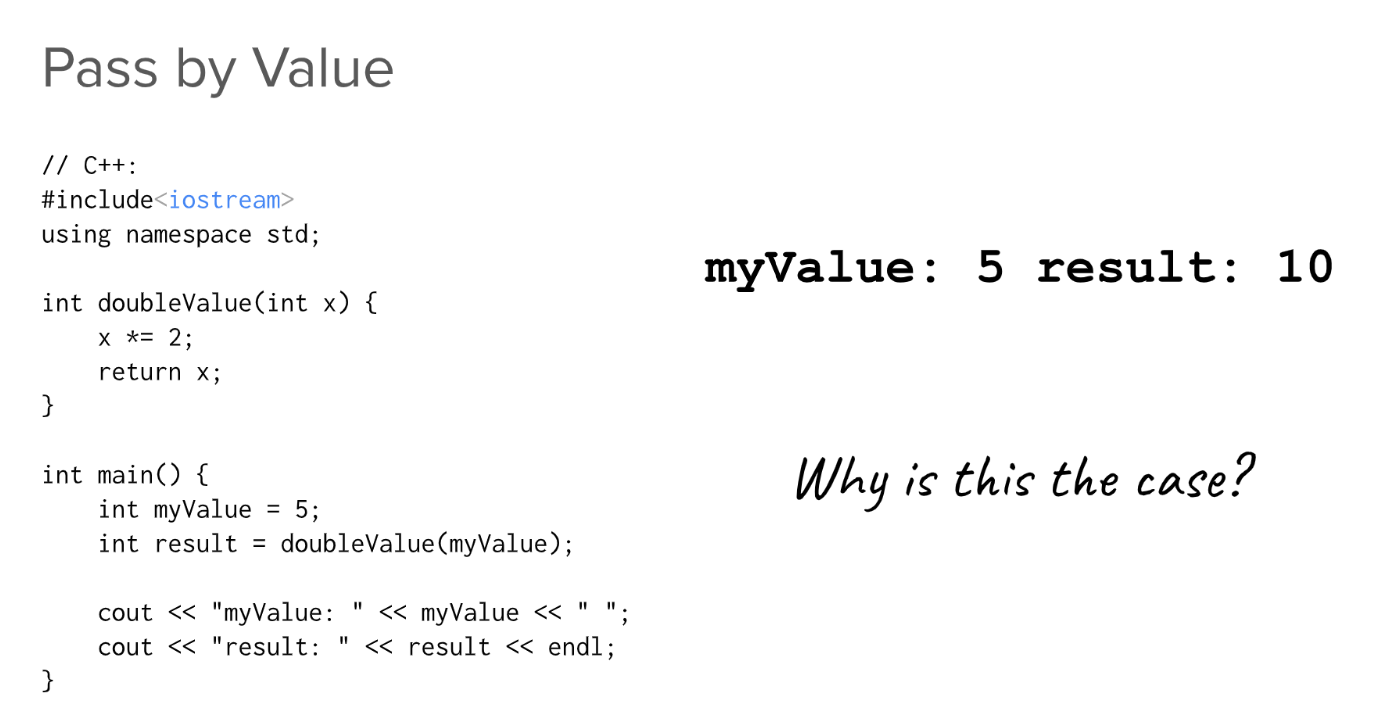 Pass by Value
// C++:
#include<iostream>
using namespace std;
int doubleValue(int x) {
    x *= 2;
    return x;
}
int main() {
    int myValue = 5;
    int result = doubleValue(myValue);
    cout << "myValue: " << myValue << " ";
    cout << "result: " << result << endl;
}
myValue: 5 result: 10
Why is this the case?